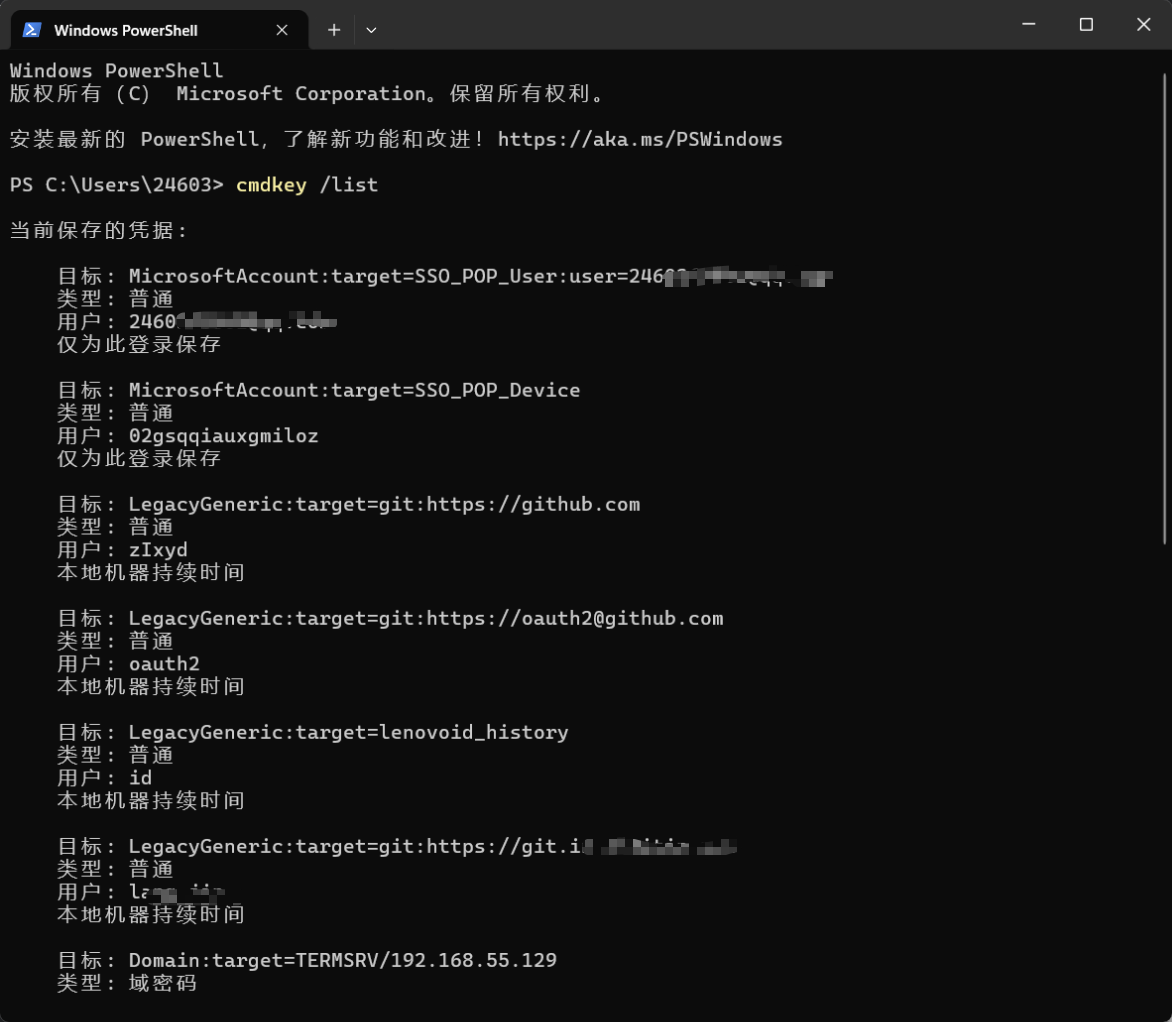 Windows PowerShell
Windows PowerShell
版权所有 (C) Microsoft Corporation。保留所有权利。
安装最新的 PowerShell，了解新功能和改进！https://aka.ms/PSWindows
PS C:\Users\24603> cmdkey /list
当前保存的凭据:
目标: MicrosoftAccount:target=SSO_POP_User:user=246
类型: 普通
用户: 2460
仅为此登录保存
目标: MicrosoftAccount:target=SSO_POP_Device
类型: 普通
用户: 02gsqqiauxgmiloz
仅为此登录保存
目标: LegacyGeneric:target=git:https://github.com
类型: 普通
用户: zIxyd
本地机器持续时间
目标: LegacyGeneric:target=git:https://oauth2@github.com
类型: 普通
用户: oauth2
本地机器持续时间
目标: LegacyGeneric:target=lenovoid_history
类型: 普通
用户: id
本地机器持续时间
目标: LegacyGeneric:target=git:https://git.i
类型: 普通
用户: la
本地机器持续时间
目标: Domain:target=TERMSRV/192.168.55.129
类型: 域密码